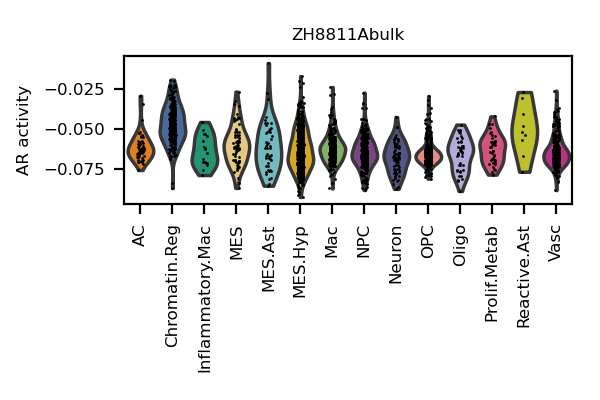 ZH8811Abulk
AR activity
−0.025
−0.050
−0.075
AC
Chromatin.Reg
Inflammatory.Mac
MES
MES.Ast
MES.Hyp
Mac
NPC
Neuron
OPC
Oligo
Prolif.Metab
Reactive.Ast
Vasc